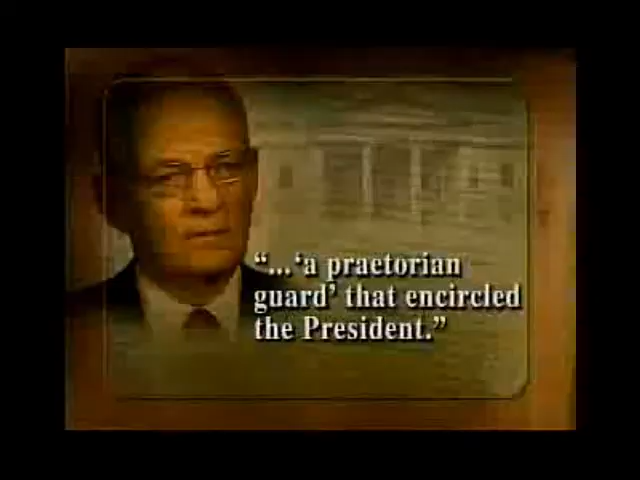 “...‘a praetorian
guard’ that encircled
the President.”